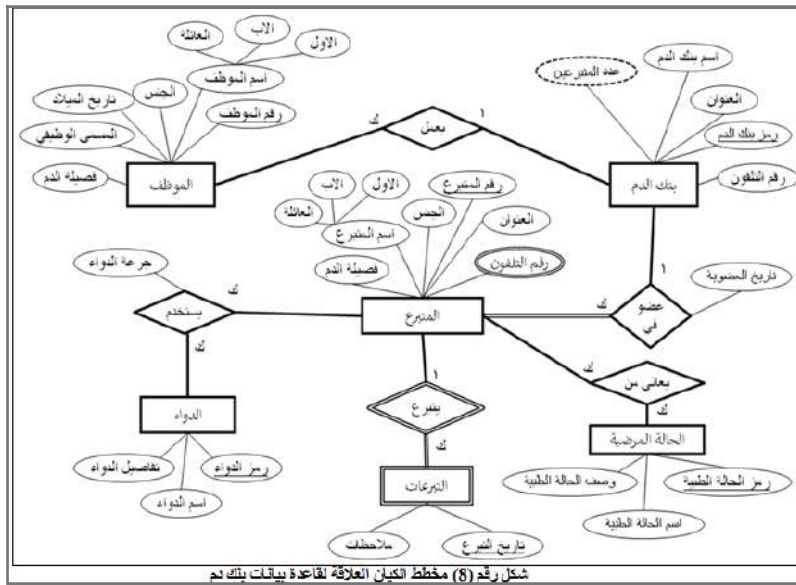 العائلة
الاب
الاول
اسم الموظف
الجنس
تاريخ الميلاد
رقم الموظف
المسمى الوظيفي
فصيلة الدم
الموظف
ك
يعمل
١
عدد المتبرعين
اسم بنك الدم
العنوان
رمز بنك الدم
رقم التلفون
بنك الدم
العائلة
الاب
الاول
اسم المتبرع
الجنس
رقم المتبرع
العنوان
رقم التلفون
فصيلة الدم
المتبرع
١
عضو
في
ك
تاريخ العضوية
جرعة الدواء
يستخدم
ك
ك
الدواء
تفاصيل الدواء
رمز الدواء
اسم الدواء
١
يتبرع
ك
التبرعات
ملاحظات
تاريخ التبرع
ك
يعاني من
ك
الحالة المرضية
وصف الحالة الطبية
رمز الحالة الطبية
اسم الحالة الطبية
شكل رقم (8) مخطط الكيان العلاقة لقاعدة بيانات بنك دم